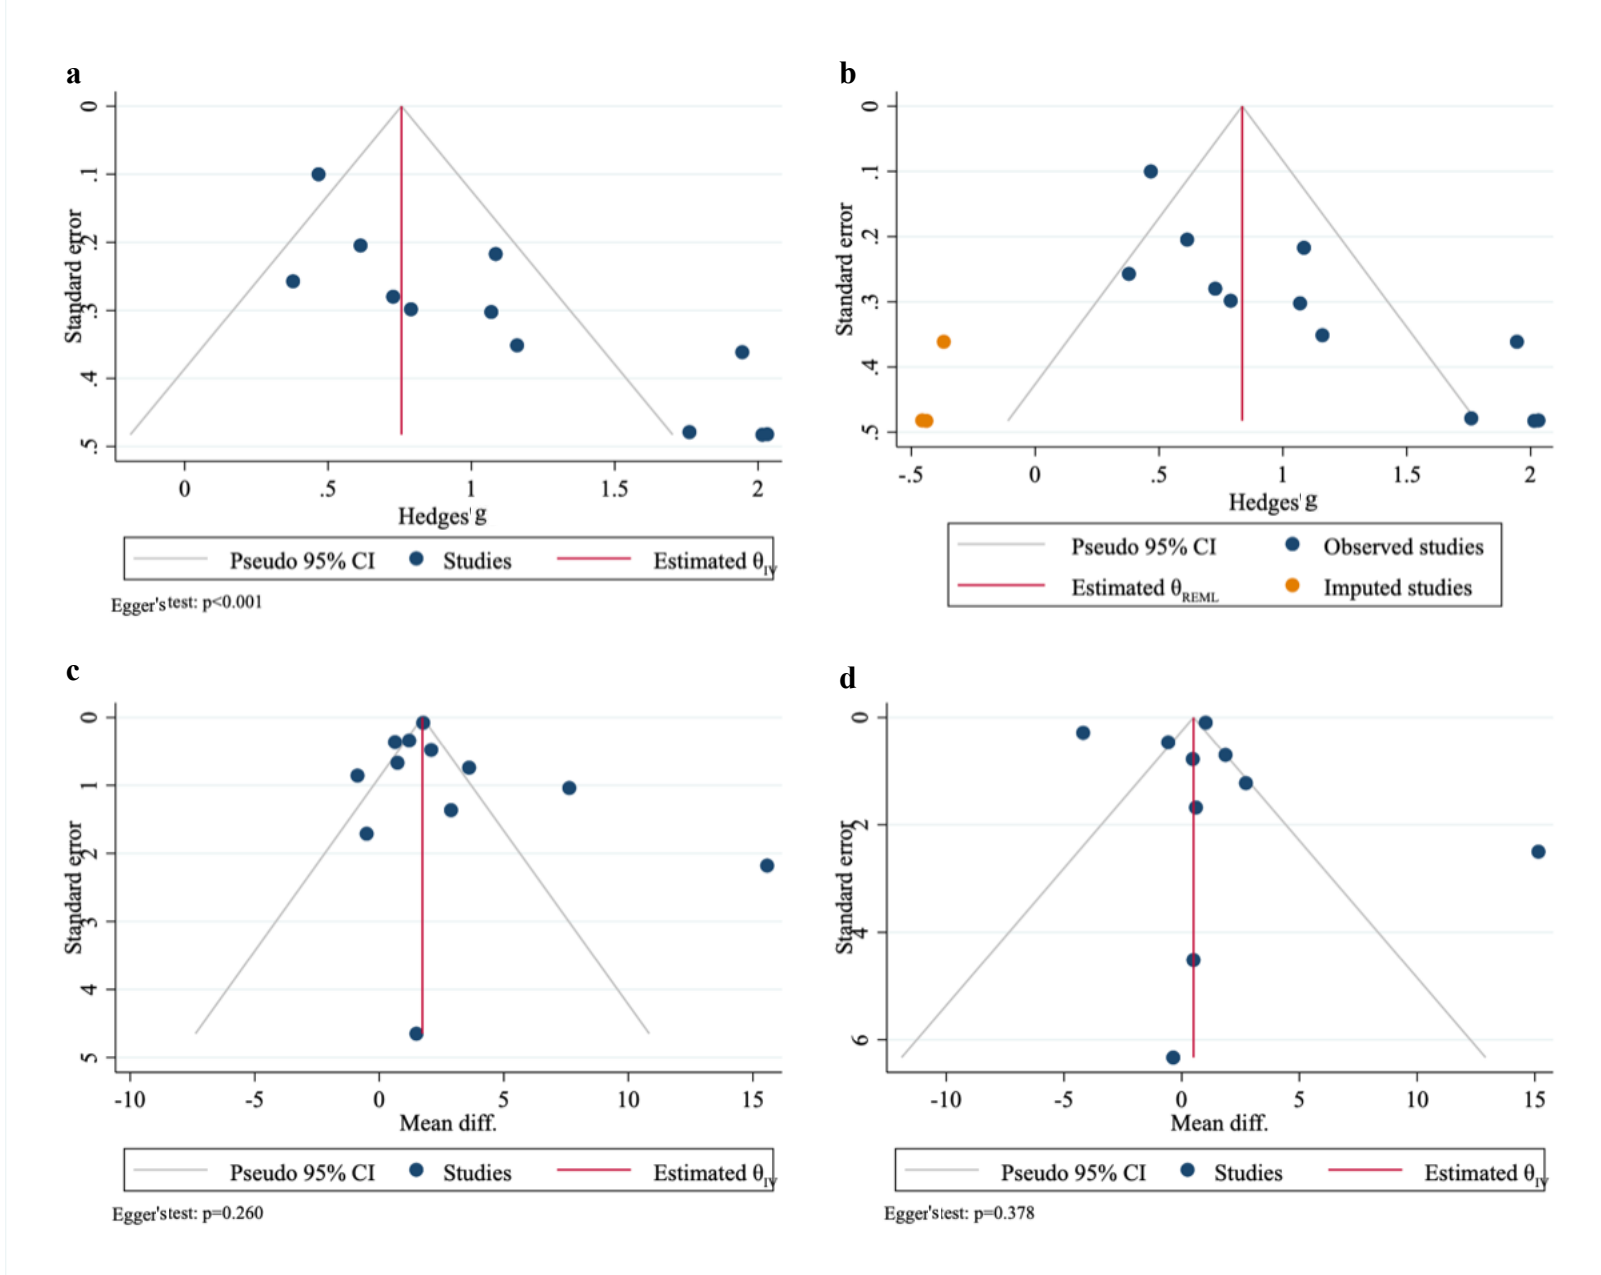 a
0
.1
.2
.3
.4
.5
Standard error
0 .5 1 1.5 2
Hedges' g
Pseudo 95% CI Studies Estimated θIV
Egger's test: p<0.001
b
0
.1
.2
.3
.4
.5
Standard error
-.5 0 .5 1 1.5 2
Hedges' g
Pseudo 95% CI Observed studies
Estimated θREML Imputed studies
c
0
1
2
3
4
5
Standard error
-10 -5 0 5 10 15
Mean diff.
Pseudo 95% CI Studies Estimated θIV
Egger's test: p=0.260
d
0
2
4
6
Standard error
-10 -5 0 5 10 15
Mean diff.
Pseudo 95% CI Studies Estimated θIV
Egger's test: p=0.378